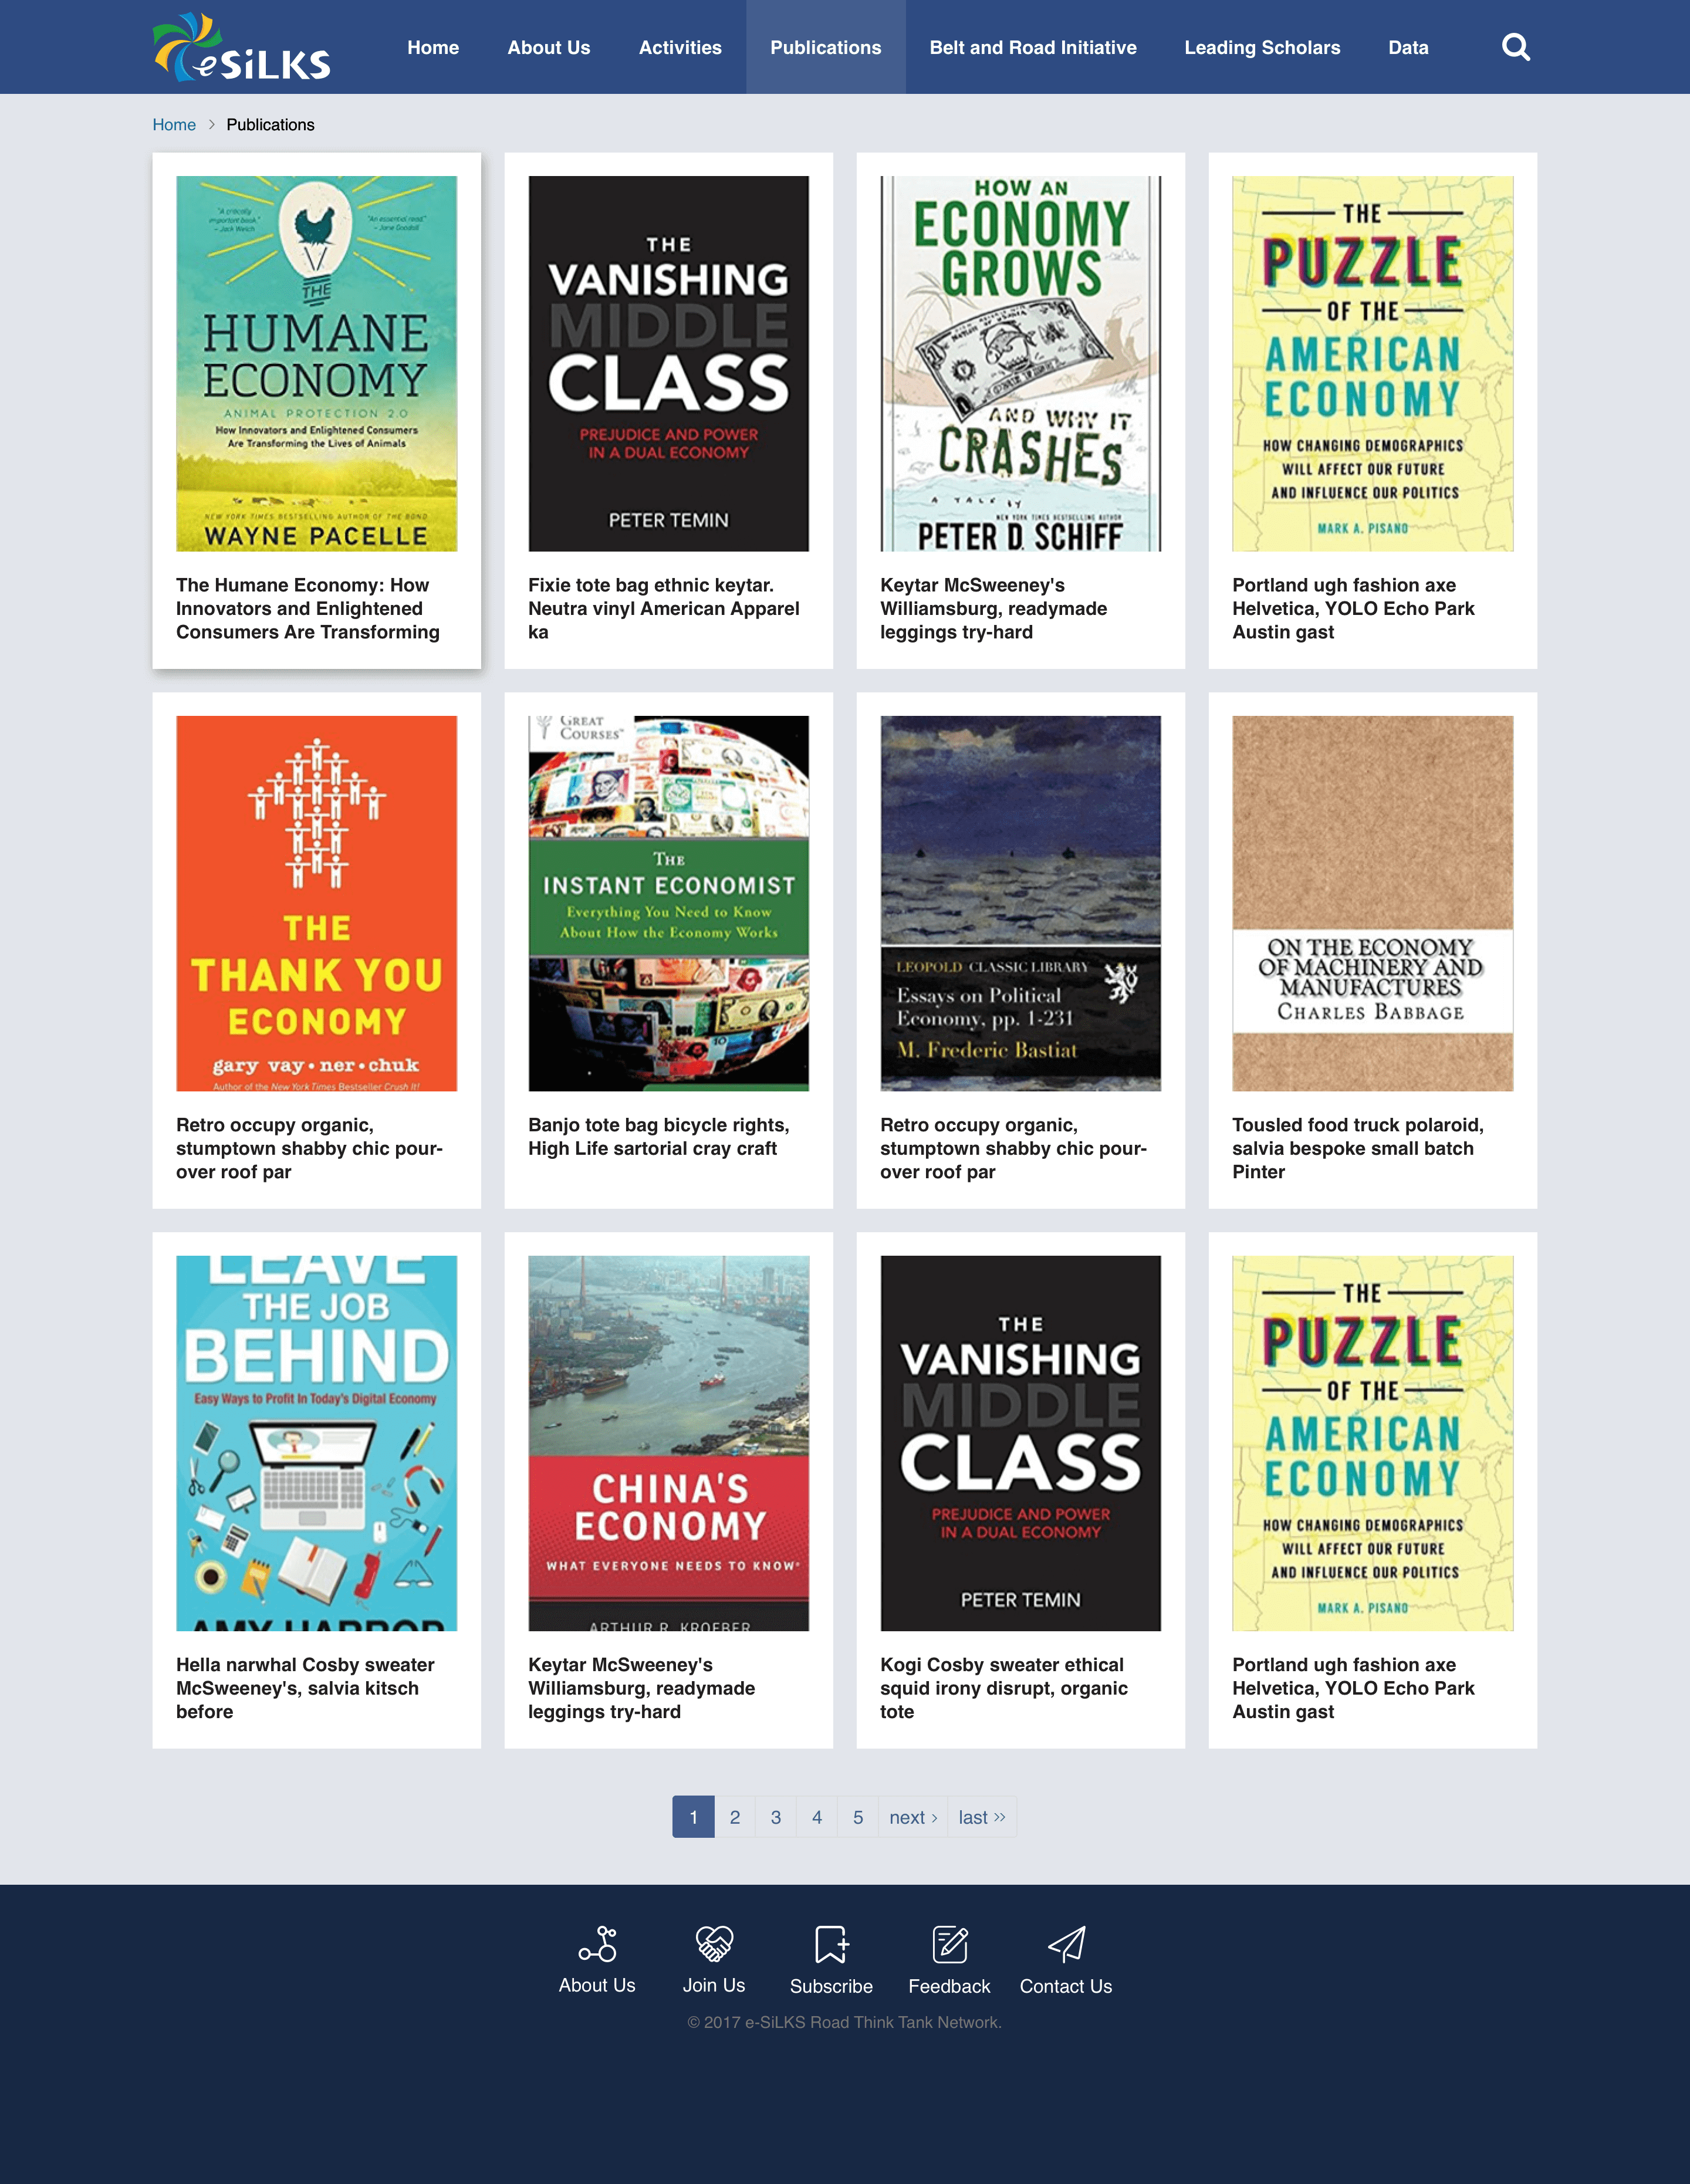 eSiLKS
Home
About Us
Activities
Publications
Belt and Road Initiative
Leading Scholars
Data
Home > Publications
"A critically
important book."
– Jack Welch
"An essential read."
– Jane Goodall
THE
HUMANE
ECONOMY
ANIMAL PROTECTION 2.0
How Innovators and Enlightened Consumers
Are Transforming the Lives of Animals
NEW YORK TIMES BESTSELLING AUTHOR OF THE BOND
WAYNE PACELLE
The Humane Economy: How
Innovators and Enlightened
Consumers Are Transforming
THE
VANISHING
MIDDLE
CLASS
PREJUDICE AND POWER
IN A DUAL ECONOMY
PETER TEMIN
Fixie tote bag ethnic keytar.
Neutra vinyl American Apparel
ka
HOW AN
ECONOMY
GROWS
AND WHY IT
CRASHES
A TALE BY
NEW YORK TIMES BESTSELLING AUTHOR
PETER D. SCHIFF
Keytar McSweeney's
Williamsburg, readymade
leggings try-hard
THE
PUZZLE
OF THE
AMERICAN
ECONOMY
HOW CHANGING DEMOGRAPHICS
WILL AFFECT OUR FUTURE
AND INFLUENCE OUR POLITICS
MARK A. PISANO
Portland ugh fashion axe
Helvetica, YOLO Echo Park
Austin gast
THE
THANK YOU
ECONOMY
gary vay•ner•chuk
Author of the New York Times Bestseller Crush It!
Retro occupy organic,
stumptown shabby chic pour-
over roof par
GREAT
COURSES™
THE
INSTANT ECONOMIST
Everything You Need to Know
About How the Economy Works
Banjo tote bag bicycle rights,
High Life sartorial cray craft
LEOPOLD CLASSIC LIBRARY
Essays on Political
Economy, pp. 1-231
M. Frederic Bastiat
Retro occupy organic,
stumptown shabby chic pour-
over roof par
ON THE ECONOMY
OF MACHINERY AND
MANUFACTURES
CHARLES BABBAGE
Tousled food truck polaroid,
salvia bespoke small batch
Pinter
LEAVE
THE JOB
BEHIND
Easy Ways to Profit In Today's Digital Economy
AMY HARROP
Hella narwhal Cosby sweater
McSweeney's, salvia kitsch
before
CHINA'S
ECONOMY
WHAT EVERYONE NEEDS TO KNOW®
ARTHUR R. KROEBER
Keytar McSweeney's
Williamsburg, readymade
leggings try-hard
THE
VANISHING
MIDDLE
CLASS
PREJUDICE AND POWER
IN A DUAL ECONOMY
PETER TEMIN
Kogi Cosby sweater ethical
squid irony disrupt, organic
tote
THE
PUZZLE
OF THE
AMERICAN
ECONOMY
HOW CHANGING DEMOGRAPHICS
WILL AFFECT OUR FUTURE
AND INFLUENCE OUR POLITICS
MARK A. PISANO
Portland ugh fashion axe
Helvetica, YOLO Echo Park
Austin gast
1 2 3 4 5 next > last >>
About Us
Join Us
Subscribe
Feedback
Contact Us
© 2017 e-SiLKS Road Think Tank Network.